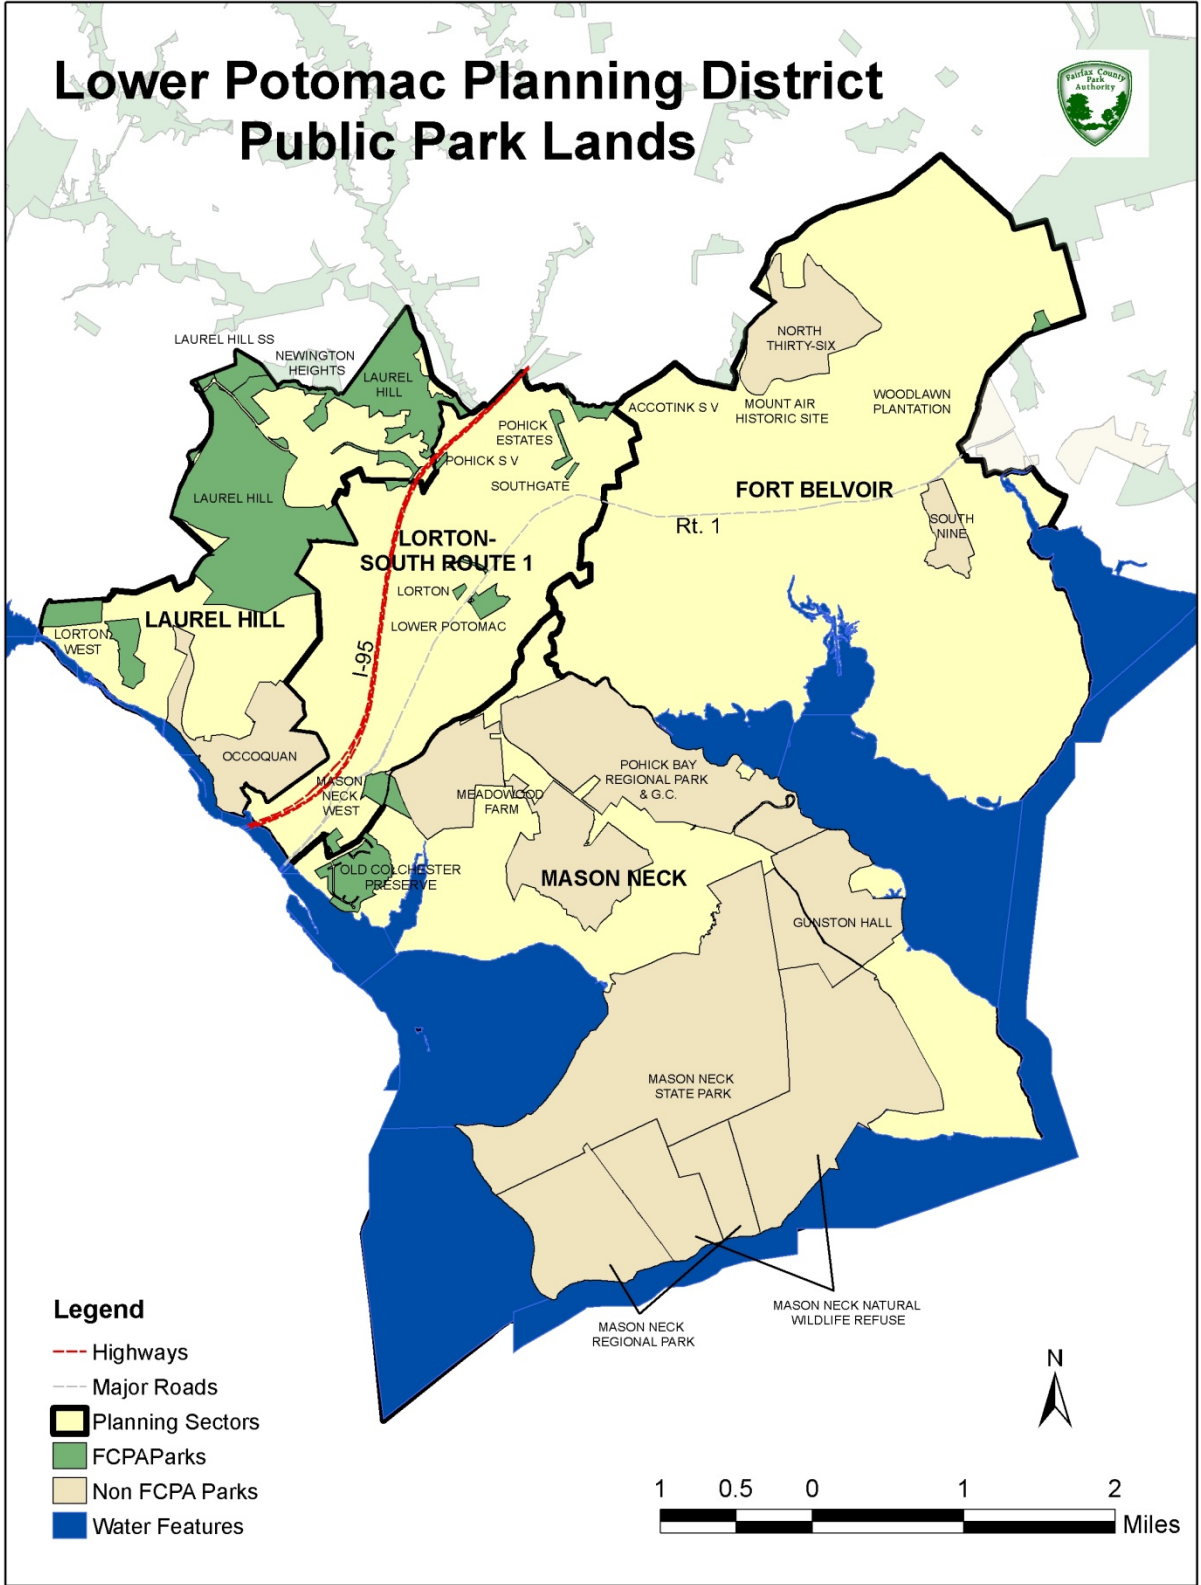 Lower Potomac Planning District
Public Park Lands
Fairfax County
Park
Authority
LAUREL HILL SS
NEWINGTON
HEIGHTS
LAUREL
HILL
NORTH
THIRTY-SIX
ACCOTINK S V
MOUNT AIR
HISTORIC SITE
WOODLAWN
PLANTATION
POHICK
ESTATES
POHICK S V
SOUTHGATE
LAUREL HILL
FORT BELVOIR
Rt. 1
SOUTH
NINE
LORTON-
SOUTH ROUTE 1
LORTON
LOWER POTOMAC
LAUREL HILL
LORTON
WEST
I-95
OCCOQUAN
MASON
NECK
WEST
MEADOWOOD
FARM
POHICK BAY
REGIONAL PARK
& G.C.
OLD COLCHESTER
PRESERVE
MASON NECK
GUNSTON HALL
MASON NECK
STATE PARK
MASON NECK NATURAL
WILDLIFE REFUSE
MASON NECK
REGIONAL PARK
Legend
Highways
Major Roads
Planning Sectors
FCPAParks
Non FCPA Parks
Water Features
N
1 0.5 0 1 2
Miles